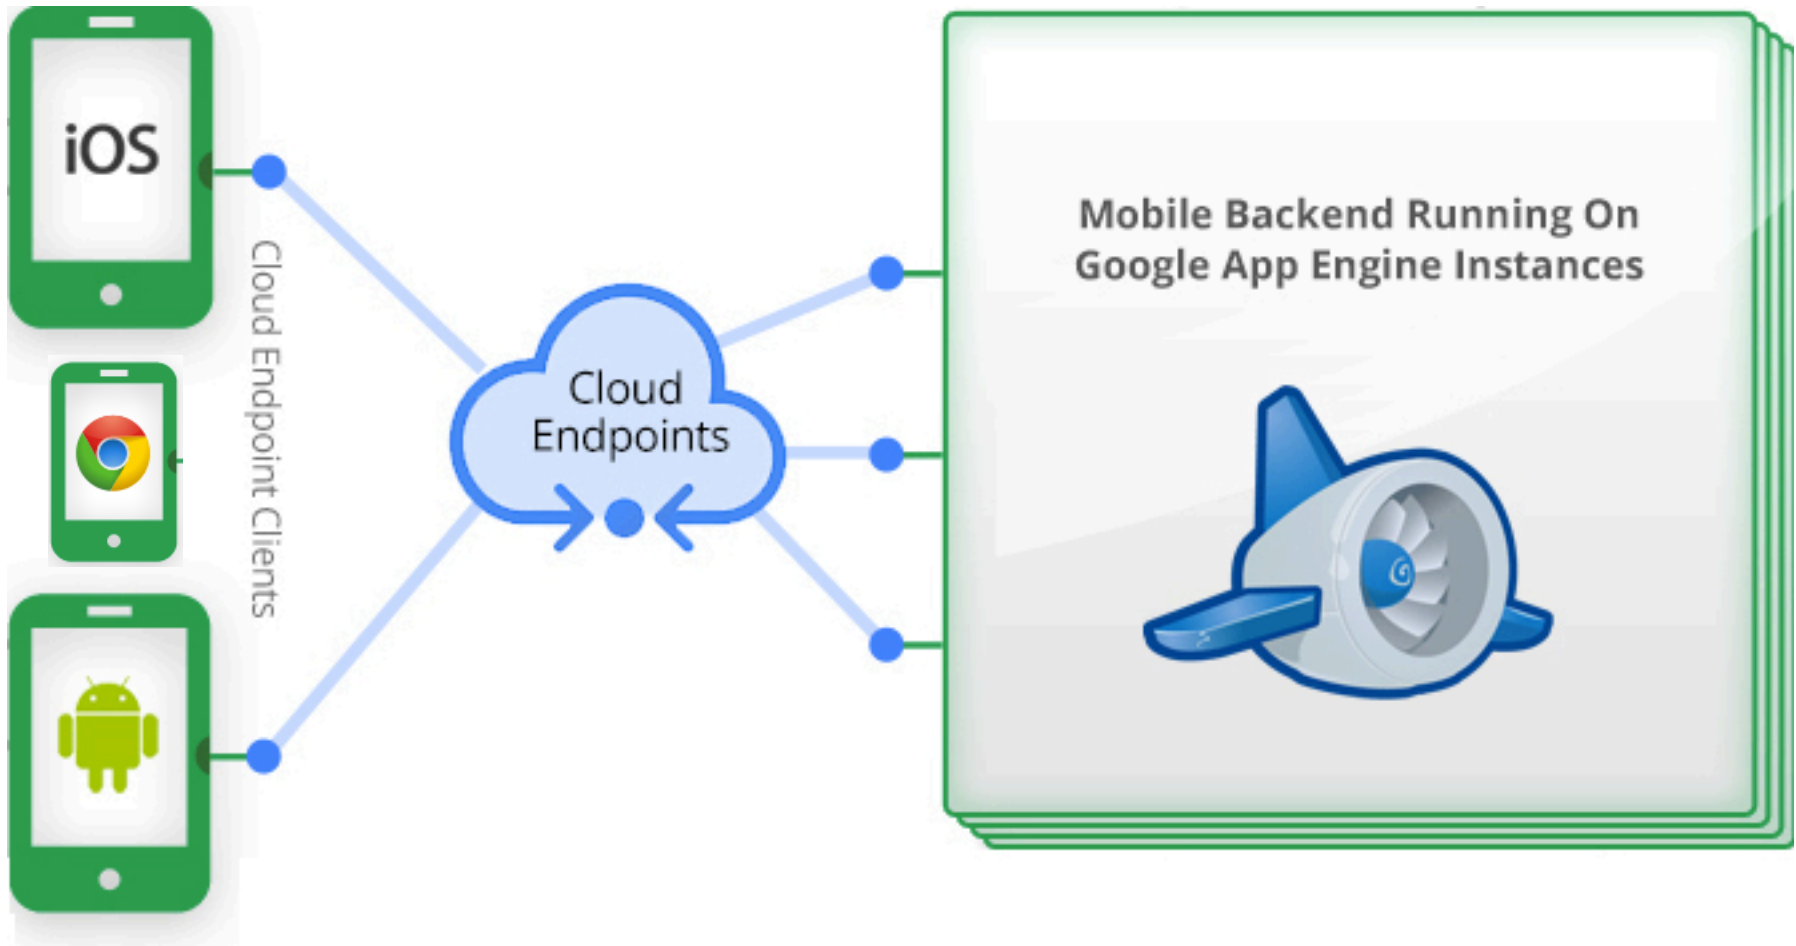 iOS
Cloud Endpoint Clients
Cloud
Endpoints
Mobile Backend Running On
Google App Engine Instances